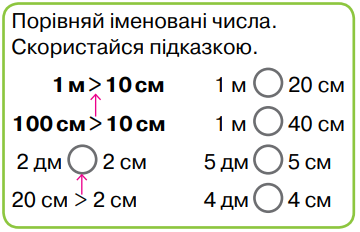 Порівняй іменовані числа.
Скористайся підказкою.
1 м > 10 см
1 м ◯ 20 см
100 см > 10 см
1 м ◯ 40 см
2 дм ◯ 2 см
5 дм ◯ 5 см
20 см > 2 см
4 дм ◯ 4 см